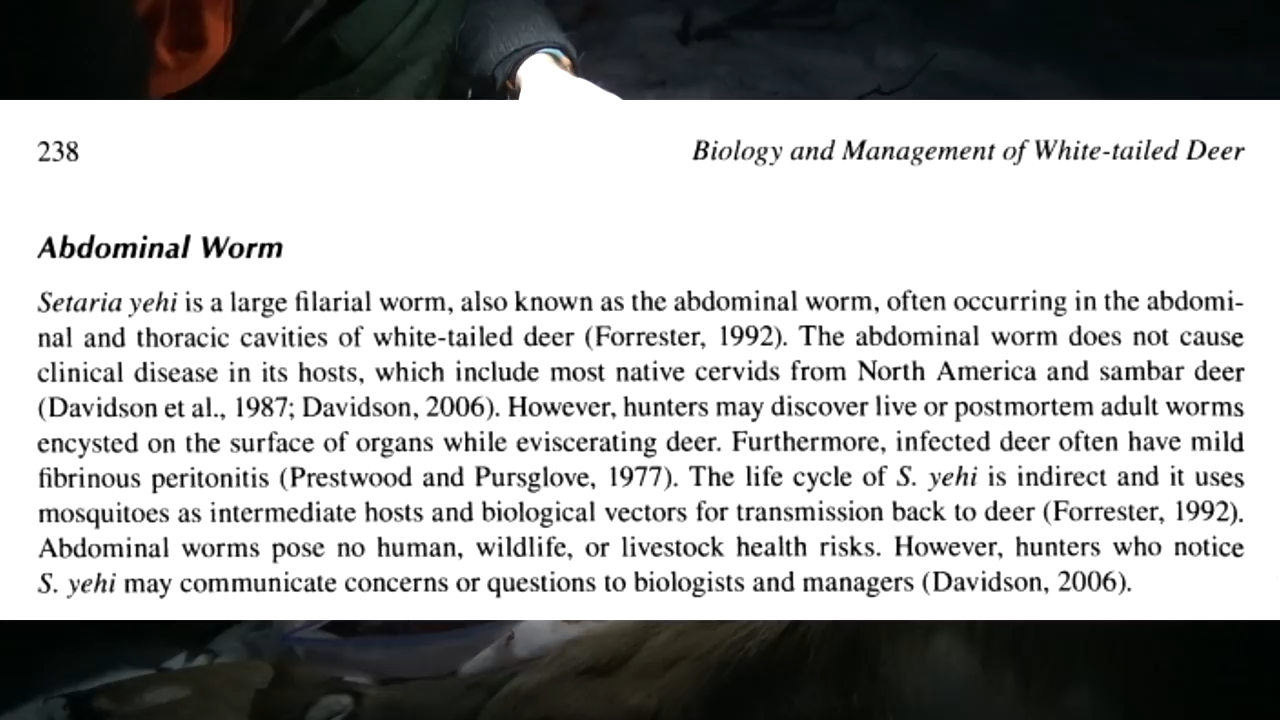 238
Biology and Management of White-tailed Deer
Abdominal Worm
Setaria yehi is a large filarial worm, also known as the abdominal worm, often occurring in the abdomi-
nal and thoracic cavities of white-tailed deer (Forrester, 1992). The abdominal worm does not cause
clinical disease in its hosts, which include most native cervids from North America and sambar deer
(Davidson et al., 1987; Davidson, 2006). However, hunters may discover live or postmortem adult worms
encysted on the surface of organs while eviscerating deer. Furthermore, infected deer often have mild
fibrinous peritonitis (Prestwood and Pursglove, 1977). The life cycle of S. yehi is indirect and it uses
mosquitoes as intermediate hosts and biological vectors for transmission back to deer (Forrester, 1992).
Abdominal worms pose no human, wildlife, or livestock health risks. However, hunters who notice
S. yehi may communicate concerns or questions to biologists and managers (Davidson, 2006).